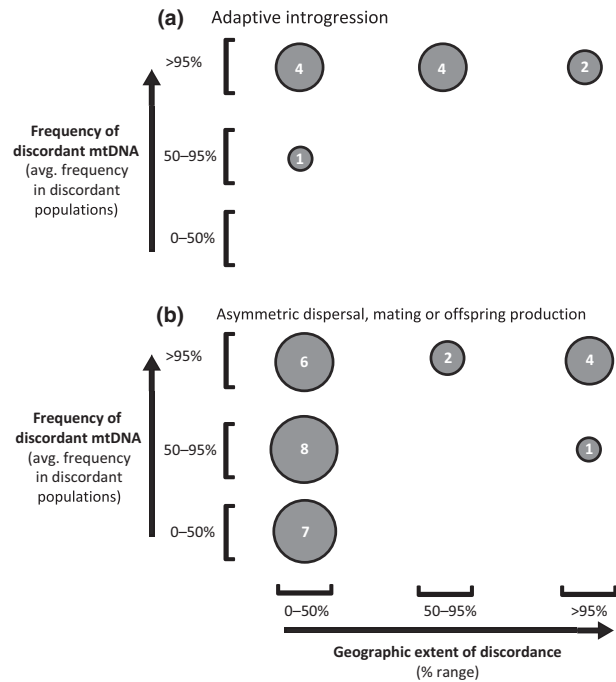 (a) Adaptive introgression
>95%
4 4 2
Frequency of
discordant mtDNA
(avg. frequency
in discordant
populations)
50–95%
1
0–50%
(b) Asymmetric dispersal, mating or offspring production
>95%
6 2 4
Frequency of
discordant mtDNA
(avg. frequency
in discordant
populations)
50–95%
8 1
0–50%
7
0–50% 50–95% >95%
Geographic extent of discordance
(% range)